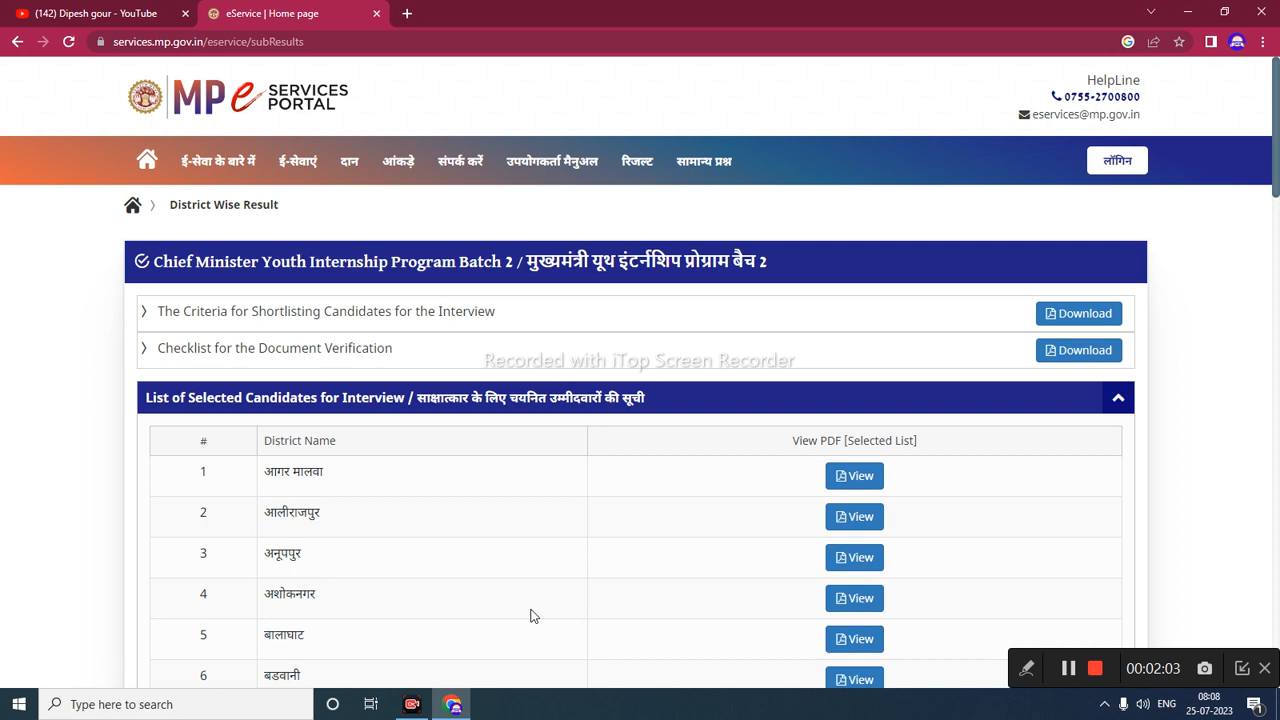 (142) Dipesh gour - YouTube
eService | Home page
services.mp.gov.in/eservice/subResults
MP e SERVICES PORTAL
HelpLine
0755-2700800
eservices@mp.gov.in
ई-सेवा के बारे में ई-सेवाएं दान आंकड़े संपर्क करें उपयोगकर्ता मैनुअल रिजल्ट सामान्य प्रश्न लॉगिन
District Wise Result
Chief Minister Youth Internship Program Batch 2 / मुख्यमंत्री यूथ इंटर्नशिप प्रोग्राम बैच 2
The Criteria for Shortlisting Candidates for the Interview Download
Checklist for the Document Verification Download
Recorded with iTop Screen Recorder
List of Selected Candidates for Interview / साक्षात्कार के लिए चयनित उम्मीदवारों की सूची
# District Name View PDF [Selected List]
1 आगर मालवा View
2 आलीराजपुर View
3 अनूपपुर View
4 अशोकनगर View
5 बालाघाट View
6 बडवानी View
00:02:03
Type here to search
ENG
08:08
25-07-2023
1